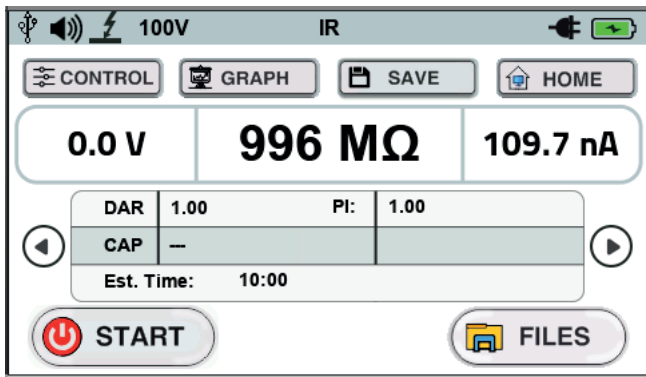 100V IR
CONTROL GRAPH SAVE HOME
0.0 V 996 MΩ 109.7 nA
DAR 1.00 PI: 1.00
CAP ---
Est. Time: 10:00
START FILES